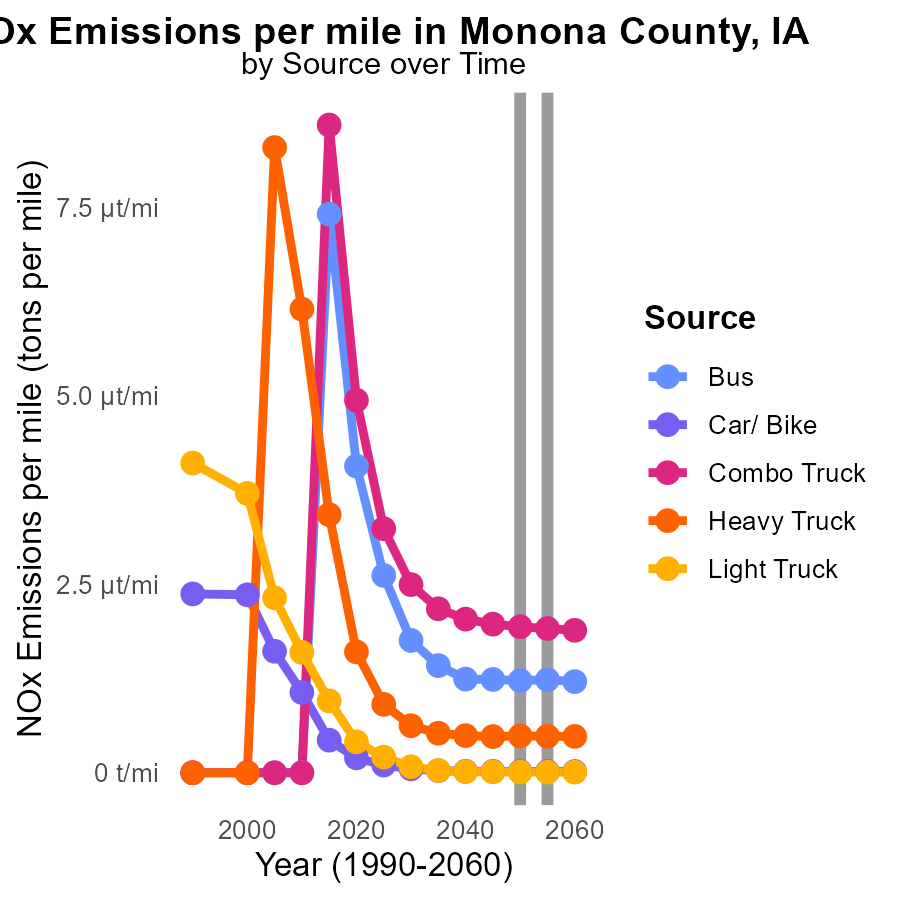 Ox Emissions per mile in Monona County, IA
by Source over Time
NOx Emissions per mile (tons per mile)
7.5 µt/mi
5.0 µt/mi
2.5 µt/mi
0 t/mi
2000 2020 2040 2060
Year (1990-2060)
Source
Bus
Car/ Bike
Combo Truck
Heavy Truck
Light Truck